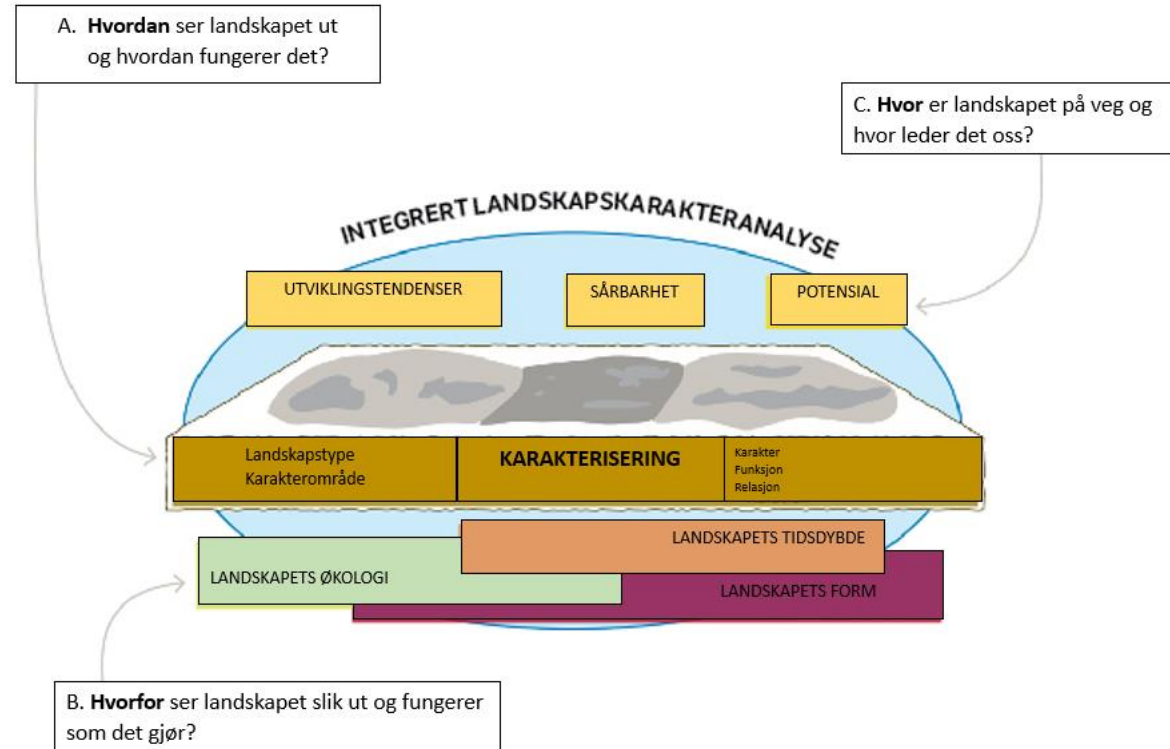 A. Hvordan ser landskapet ut
og hvordan fungerer det?
C. Hvor er landskapet på veg og
hvor leder det oss?
INTEGRERT LANDSKAPSKARAKTERANALYSE
UTVIKLINGSTENDENSER
SÅRBARHET
POTENSIAL
Landskapstype
Karakterområde
KARAKTERISERING
Karakter
Funksjon
Relasjon
LANDSKAPETS TIDSDYBDE
LANDSKAPETS ØKOLOGI
LANDSKAPETS FORM
B. Hvorfor ser landskapet slik ut og fungerer
som det gjør?